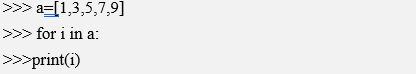 >>> a=[1,3,5,7,9]
>>> for i in a:
>>>print(i)